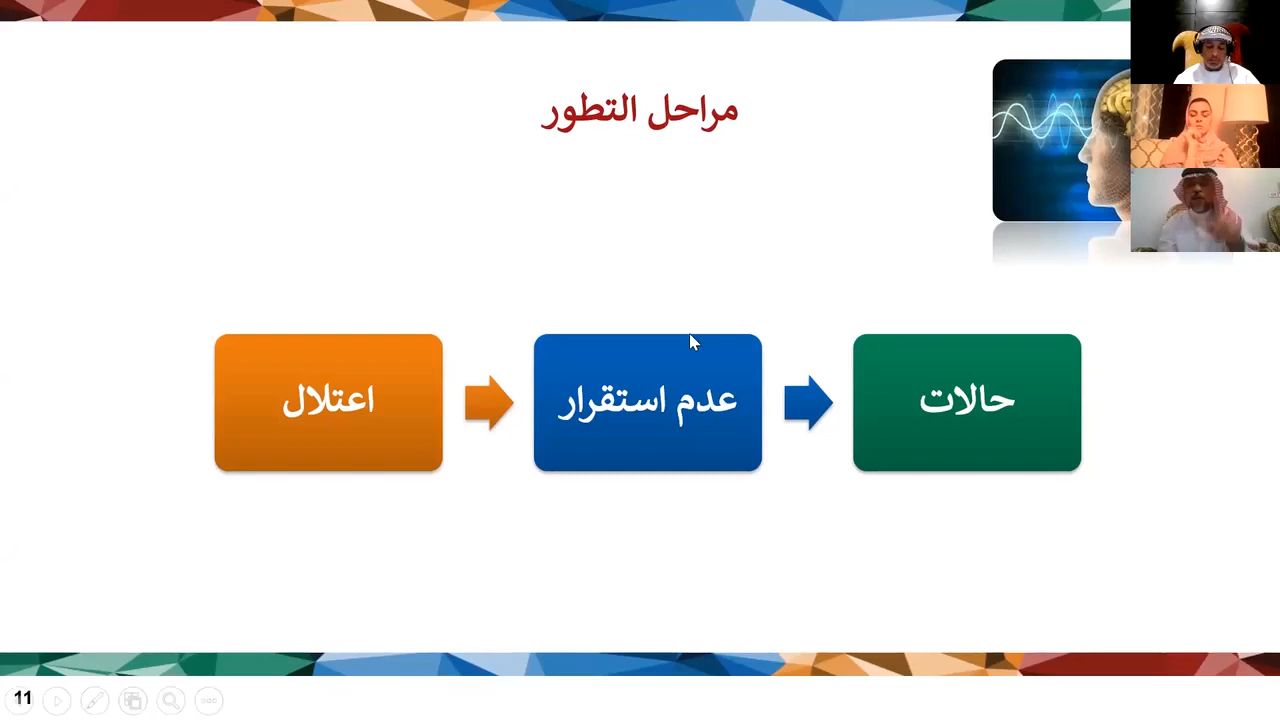 مراحل التطور
حالات
عدم استقرار
اعتلال
11